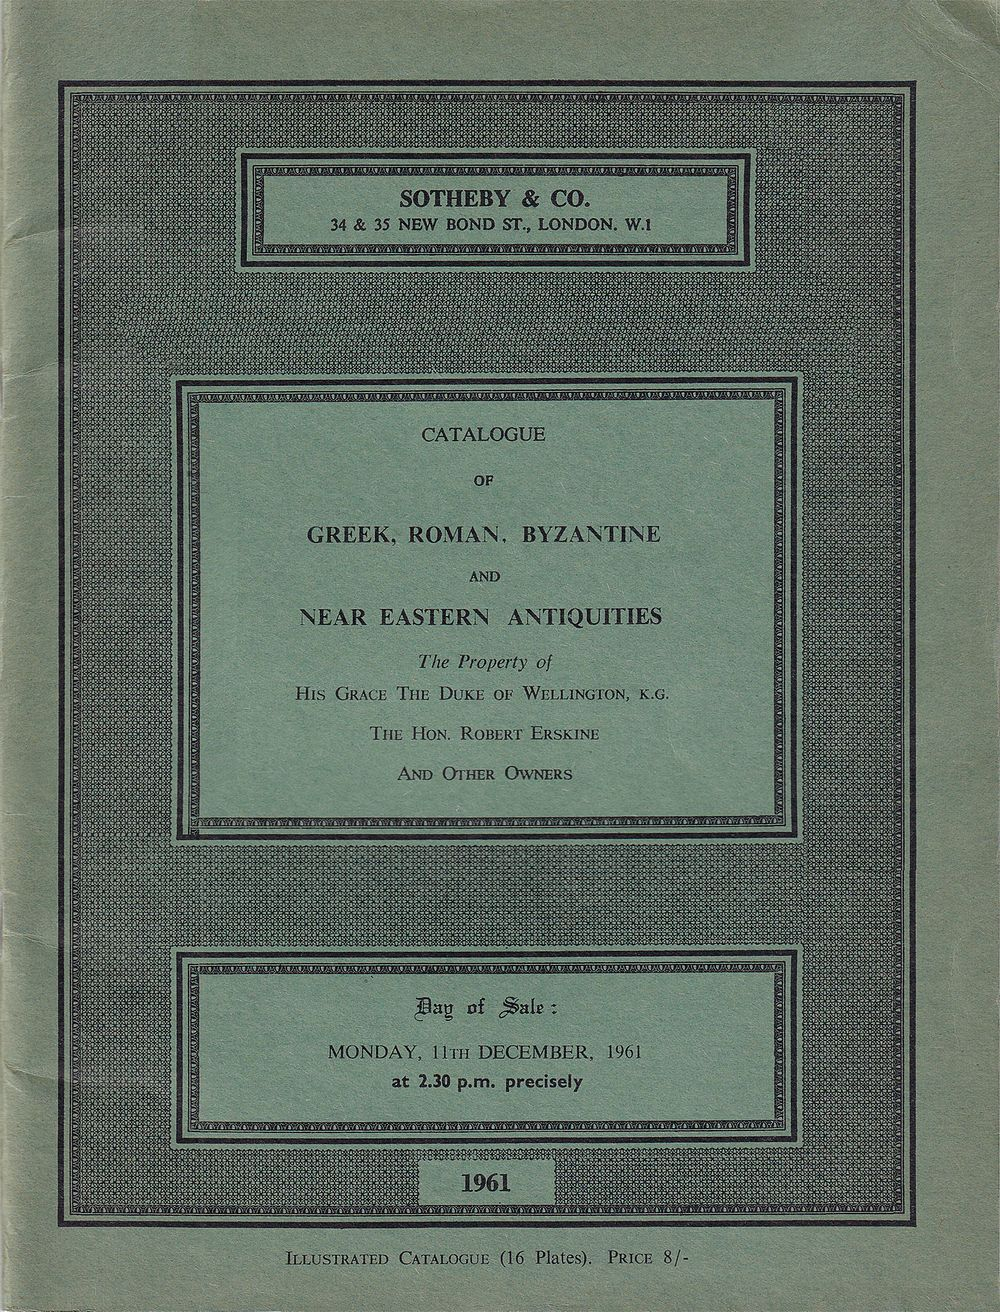 SOTHEBY & CO.
34 & 35 NEW BOND ST., LONDON. W.1
CATALOGUE
OF
GREEK, ROMAN. BYZANTINE
AND
NEAR EASTERN ANTIQUITIES
The Property of
His Grace The Duke of Wellington, k.g.
The Hon. Robert Erskine
And Other Owners
Day of Sale :
MONDAY, 11th DECEMBER, 1961
at 2.30 p.m. precisely
1961
Illustrated Catalogue (16 Plates). Price 8/-